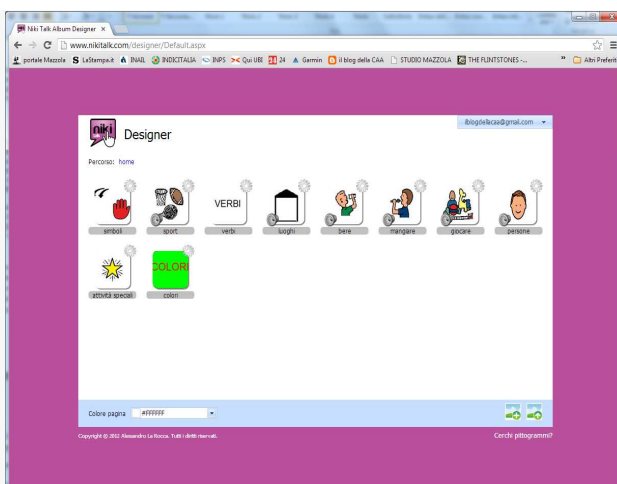 Niki Talk Album Designer
www.nikitalk.com/designer/Default.aspx
portale Mazzola LaStampa.it INAIL INDICITALIA INPS Qui UBI 24 Garmin il blog della CAA STUDIO MAZZOLA THE FLINTSTONES -... » Altri Preferiti
niki Designer
ilblogdellacaa@gmail.com
Percorso: home
VERBI
simboli sport verbi luoghi bere mangiare giocare persone
COLORI
attività speciali colori
Colore pagina #FFFFFF
Copyright © 2012 Alessandro La Rocca. Tutti i diritti riservati.
Cerchi pittogrammi?